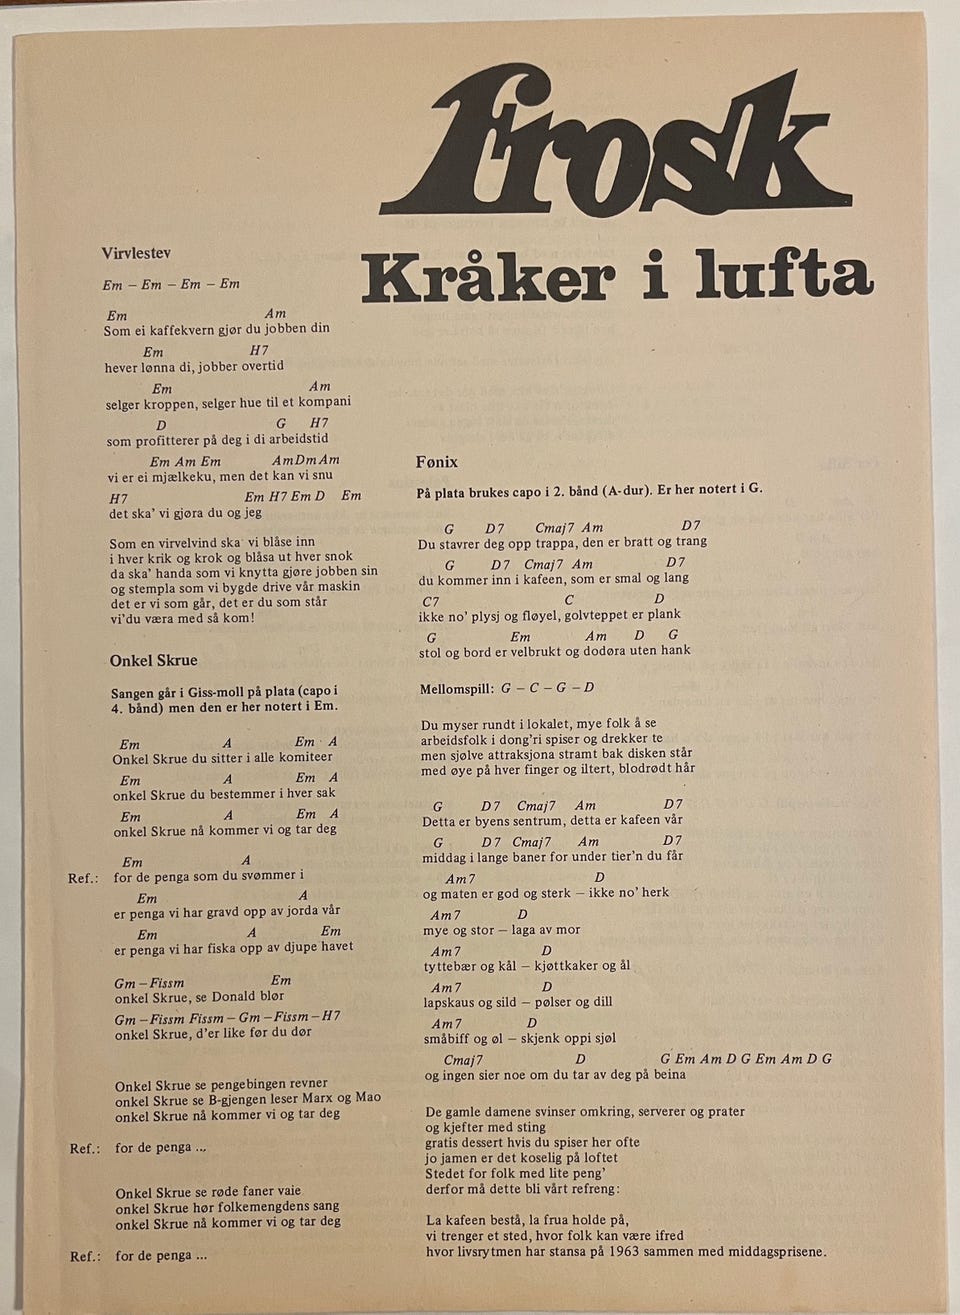 frosk
Kråker i lufta
Virvlestev
Em – Em – Em – Em
Em Am
Som ei kaffekvern gjør du jobben din
Em H7
hever lønna di, jobber overtid
Em Am
selger kroppen, selger hue til et kompani
D G H7
som profitterer på deg i di arbeidstid
Em Am Em Am Dm Am
vi er ei mjælkeku, men det kan vi snu
H7 Em H7 Em D Em
det ska' vi gjøra du og jeg
Som en virvelvind ska vi blåse inn
i hver krik og krok og blåsa ut hver snok
da ska' handa som vi knytta gjøre jobben sin
og stempla som vi bygde drive vår maskin
det er vi som går, det er du som står
vi'du væra med så kom!
Onkel Skrue
Sangen går i Giss-moll på plata (capo i
4. bånd) men den er her notert i Em.
Em A Em A
Onkel Skrue du sitter i alle komiteer
Em A Em A
onkel Skrue du bestemmer i hver sak
Em A Em A
onkel Skrue nå kommer vi og tar deg
Em A
Ref.: for de penga som du svømmer i
Em A
er penga vi har gravd opp av jorda vår
Em A Em
er penga vi har fiska opp av djupe havet
Gm – Fissm Em
onkel Skrue, se Donald blør
Gm – Fissm Fissm – Gm – Fissm – H7
onkel Skrue, d'er like før du dør
Onkel Skrue se pengebingen revner
onkel Skrue se B-gjengen leser Marx og Mao
onkel Skrue nå kommer vi og tar deg
Ref.: for de penga ...
Onkel Skrue se røde faner vaie
onkel Skrue hør folkemengdens sang
onkel Skrue nå kommer vi og tar deg
Ref.: for de penga ...
Fønix
På plata brukes capo i 2. bånd (A-dur). Er her notert i G.
G D7 Cmaj7 Am D7
Du stavrer deg opp trappa, den er bratt og trang
G D7 Cmaj7 Am D7
du kommer inn i kafeen, som er smal og lang
C7 C D
ikke no' plysj og fløyel, golvteppet er plank
G Em Am D G
stol og bord er velbrukt og dodøra uten hank
Mellomspill: G – C – G – D
Du myser rundt i lokalet, mye folk å se
arbeidsfolk i dong'ri spiser og drekker te
men sjølve attraksjona stramt bak disken står
med øye på hver finger og iltert, blodrødt hår
G D7 Cmaj7 Am D7
Detta er byens sentrum, detta er kafeen vår
G D7 Cmaj7 Am D7
middag i lange baner for under tier'n du får
Am7 D
og maten er god og sterk – ikke no' herk
Am7 D
mye og stor – laga av mor
Am7 D
tyttebær og kål – kjøttkaker og ål
Am7 D
lapskaus og sild – pølser og dill
Am7 D
småbiff og øl – skjenk oppi sjøl
Cmaj7 D G Em Am D G Em Am D G
og ingen sier noe om du tar av deg på beina
De gamle damene svinser omkring, serverer og prater
og kjefter med sting
gratis dessert hvis du spiser her ofte
jo jamen er det koselig på loftet
Stedet for folk med lite peng'
derfor må dette bli vårt refreng:
La kafeen bestå, la frua holde på,
vi trenger et sted, hvor folk kan være ifred
hvor livsrytmen har stansa på 1963 sammen med middagsprisene.